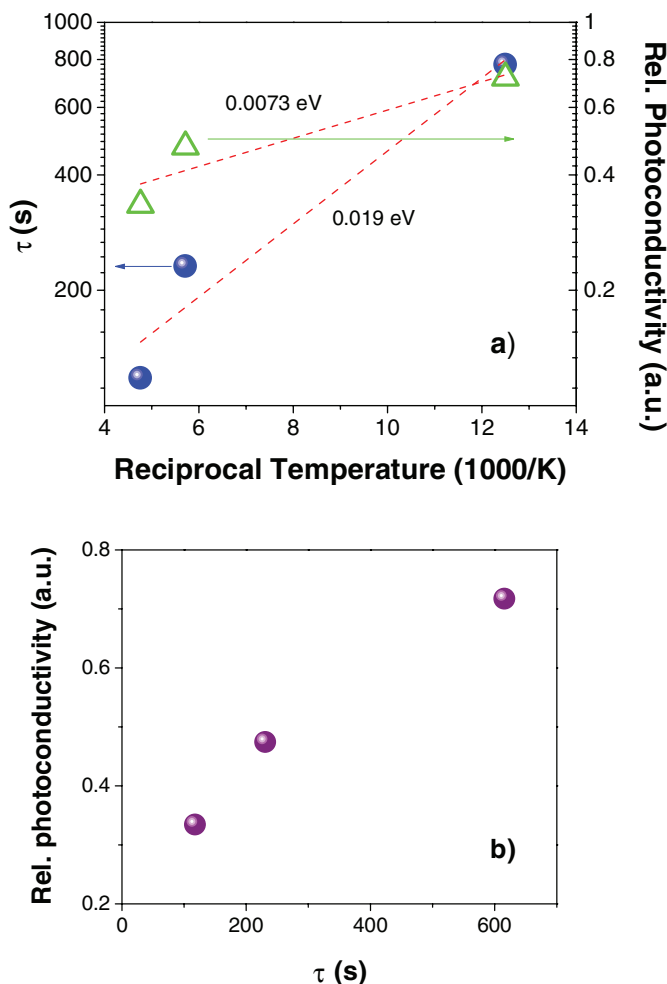 1000
800
600
400
200
1
0.8
0.6
0.4
0.2
0.0073 eV
0.019 eV
a)
4
6
8
10
12
14
τ (s)
Rel. Photoconductivity (a.u.)
Reciprocal Temperature (1000/K)
0.8
0.6
0.4
0.2
0
200
400
600
b)
Rel. photoconductivity (a.u.)
τ (s)